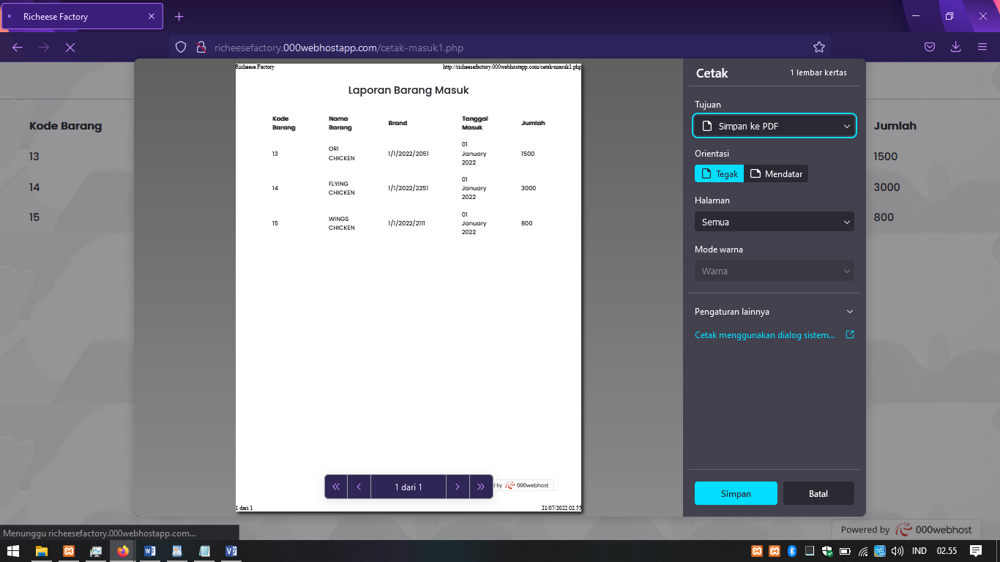 Richeese Factory
richeesefactory.000webhostapp.com/cetak-masuk1.php
Kode Barang
13
14
15
Jumlah
1500
3000
800
Richeese Factory http://richeesefactory.000webhostapp.com/cetak-masuk1.php
Laporan Barang Masuk
Kode Barang Nama Barang Brand Tanggal Masuk Jumlah
13 ORI CHICKEN 1/1/2022/2051 01 January 2022 1500
14 FLYING CHICKEN 1/1/2022/2251 01 January 2022 3000
15 WINGS CHICKEN 1/1/2022/2111 01 January 2022 800
1 dari 1
d by 000webhost
1 dari 1 21/07/2022 02.55
Cetak 1 lembar kertas
Tujuan
Simpan ke PDF
Orientasi
Tegak Mendatar
Halaman
Semua
Mode warna
Warna
Pengaturan lainnya
Cetak menggunakan dialog sistem...
Simpan Batal
Menunggu richeesefactory.000webhostapp.com...
Powered by 000webhost
IND 02.55